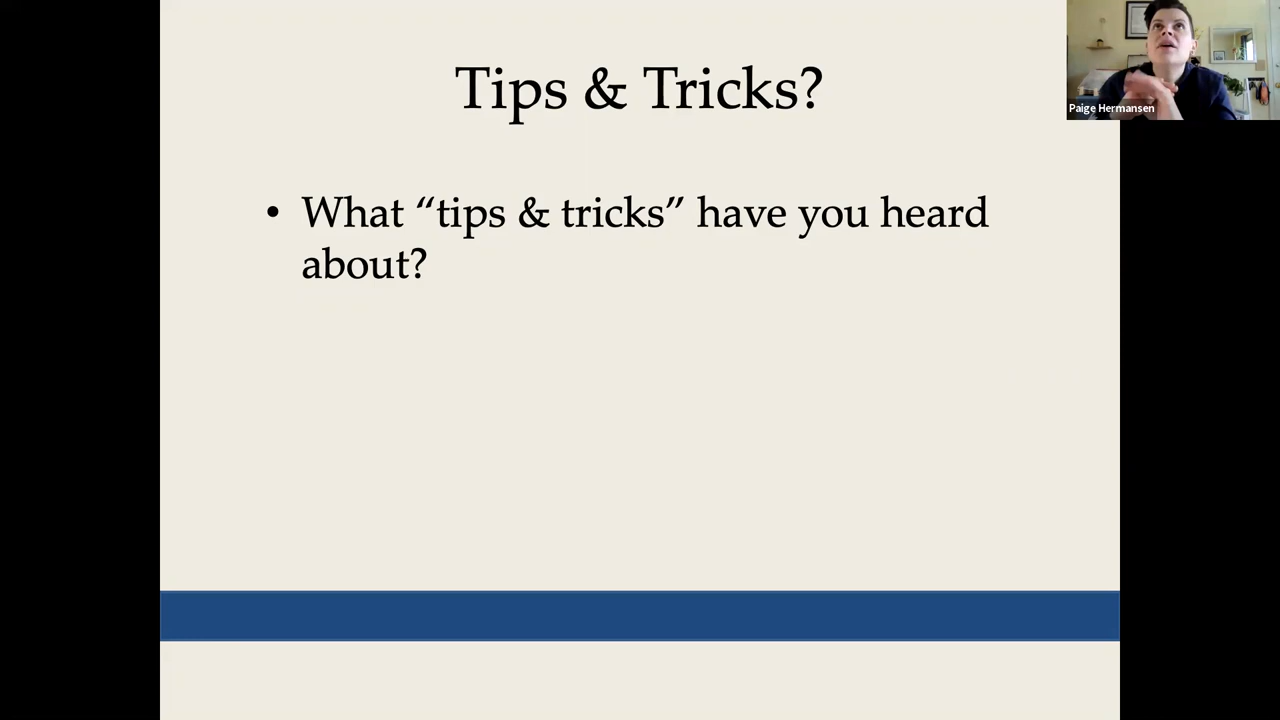 Tips & Tricks?
Paige Hermansen
• What “tips & tricks” have you heard
about?